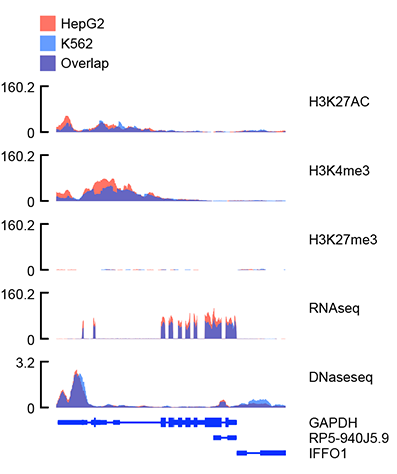 HepG2
K562
Overlap
160.2
H3K27AC
0
160.2
H3K4me3
0
160.2
H3K27me3
0
160.2
RNAseq
0
3.2
DNaseseq
0
GAPDH
RP5-940J5.9
IFFO1